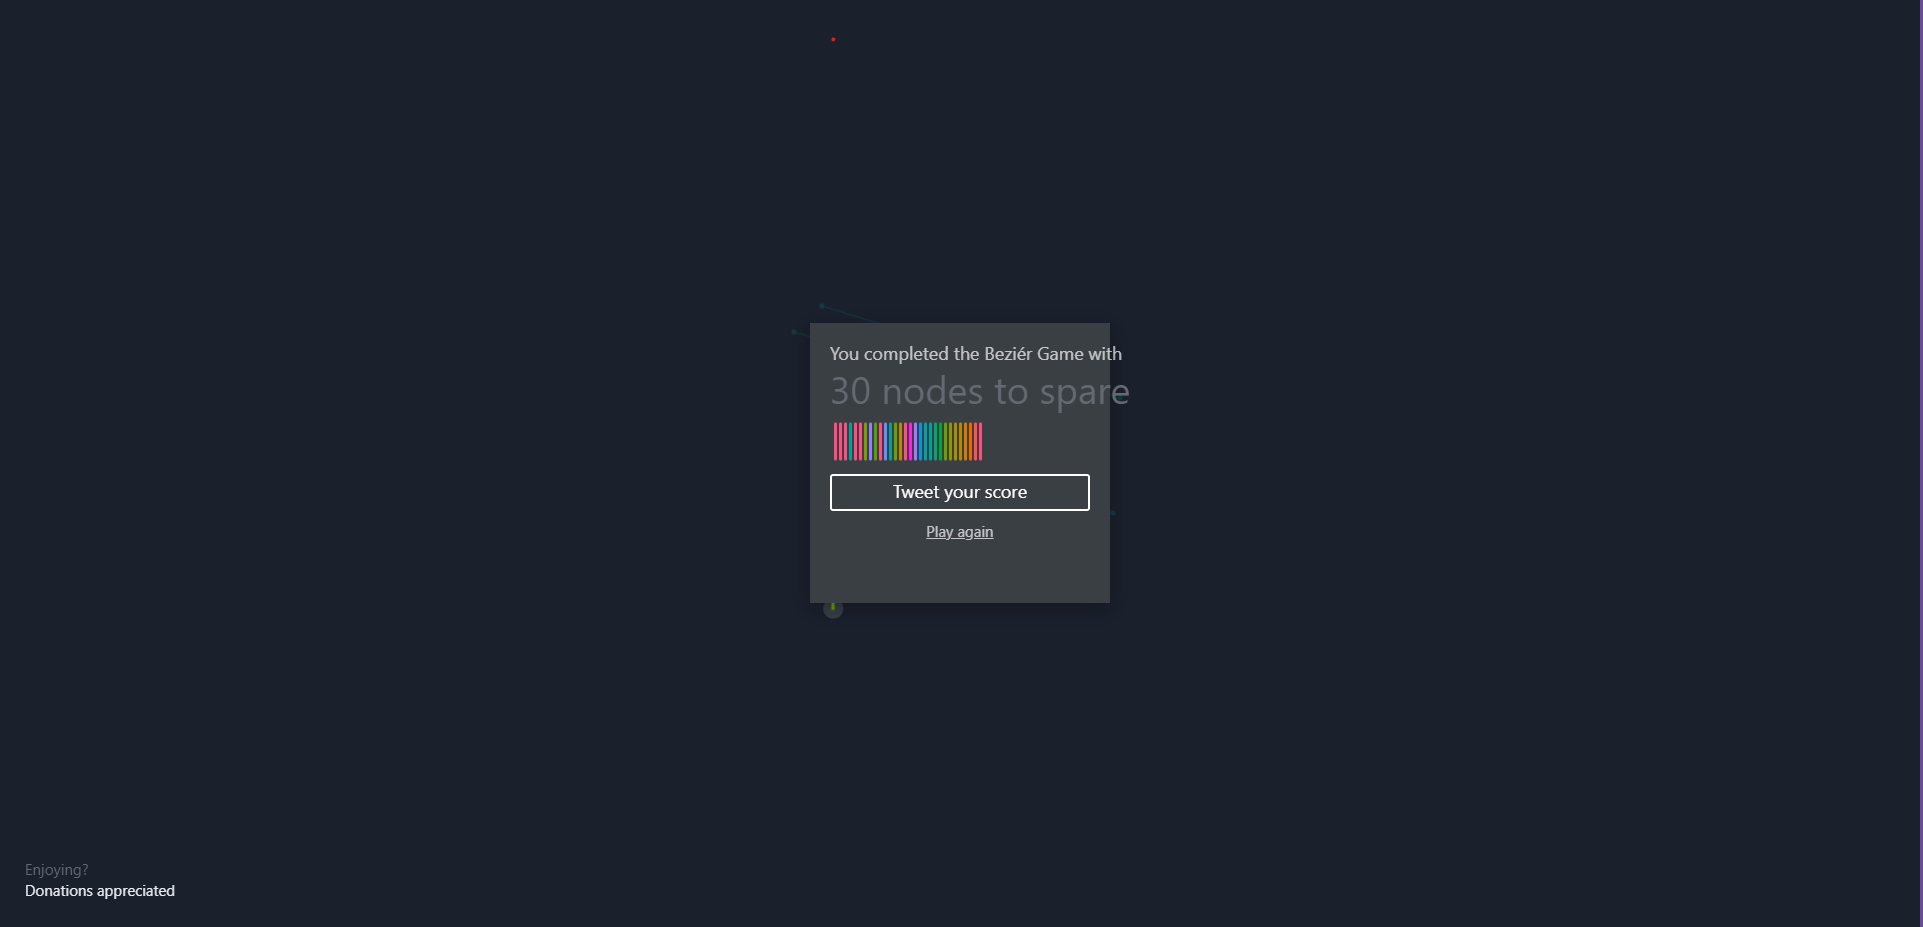 You completed the Beziér Game with
30 nodes to spare
Tweet your score
Play again
Enjoying?
Donations appreciated